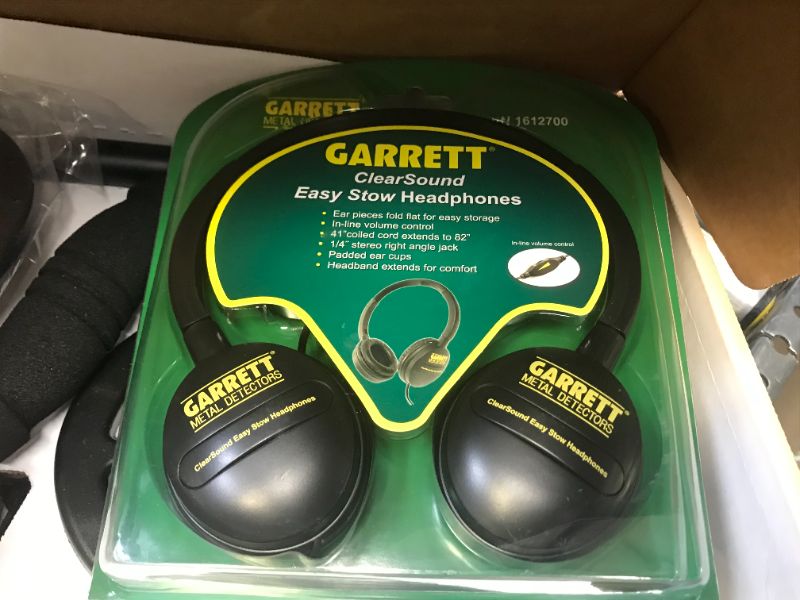 GARRETT
METAL DETECTORS
1612700
GARRETT®
ClearSound
Easy Stow Headphones
• Ear pieces fold flat for easy storage
• In-line volume control
• 41"coiled cord extends to 82"
• 1/4" stereo right angle jack
• Padded ear cups
• Headband extends for comfort
In-line volume control
GARRETT
GARRETT®
METAL DETECTORS
ClearSound Easy Stow Headphones
GARRETT®
METAL DETECTORS
ClearSound Easy Stow Headphones